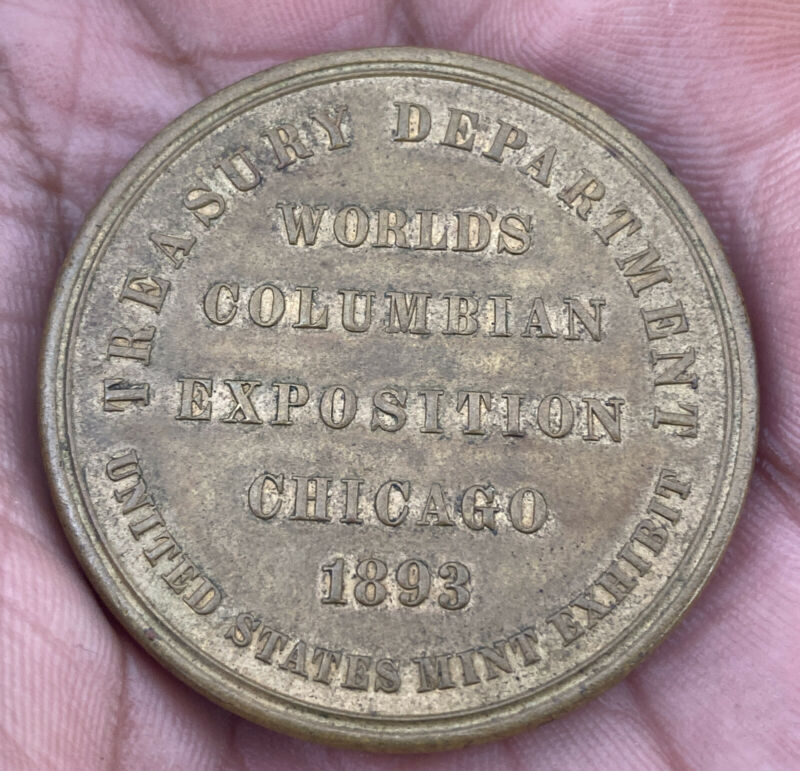 TREASURY DEPARTMENT
WORLD'S
COLUMBIAN
EXPOSITION
CHICAGO
1893
UNITED STATES MINT EXHIBIT